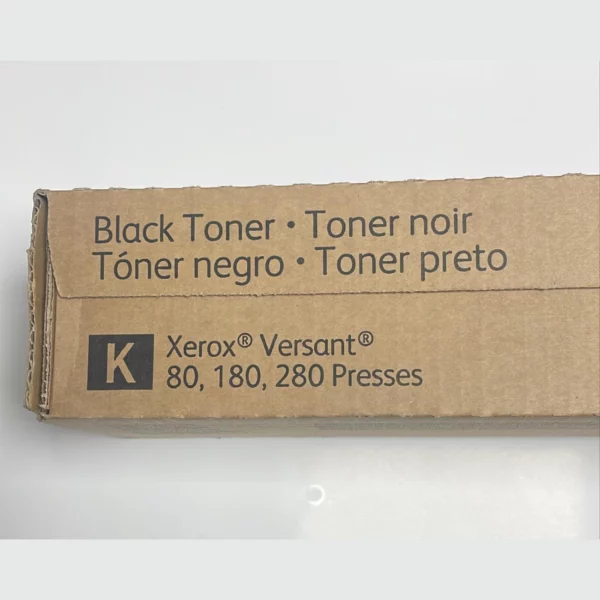 Black Toner • Toner noir
Tóner negro • Toner preto
K
Xerox® Versant®
80, 180, 280 Presses